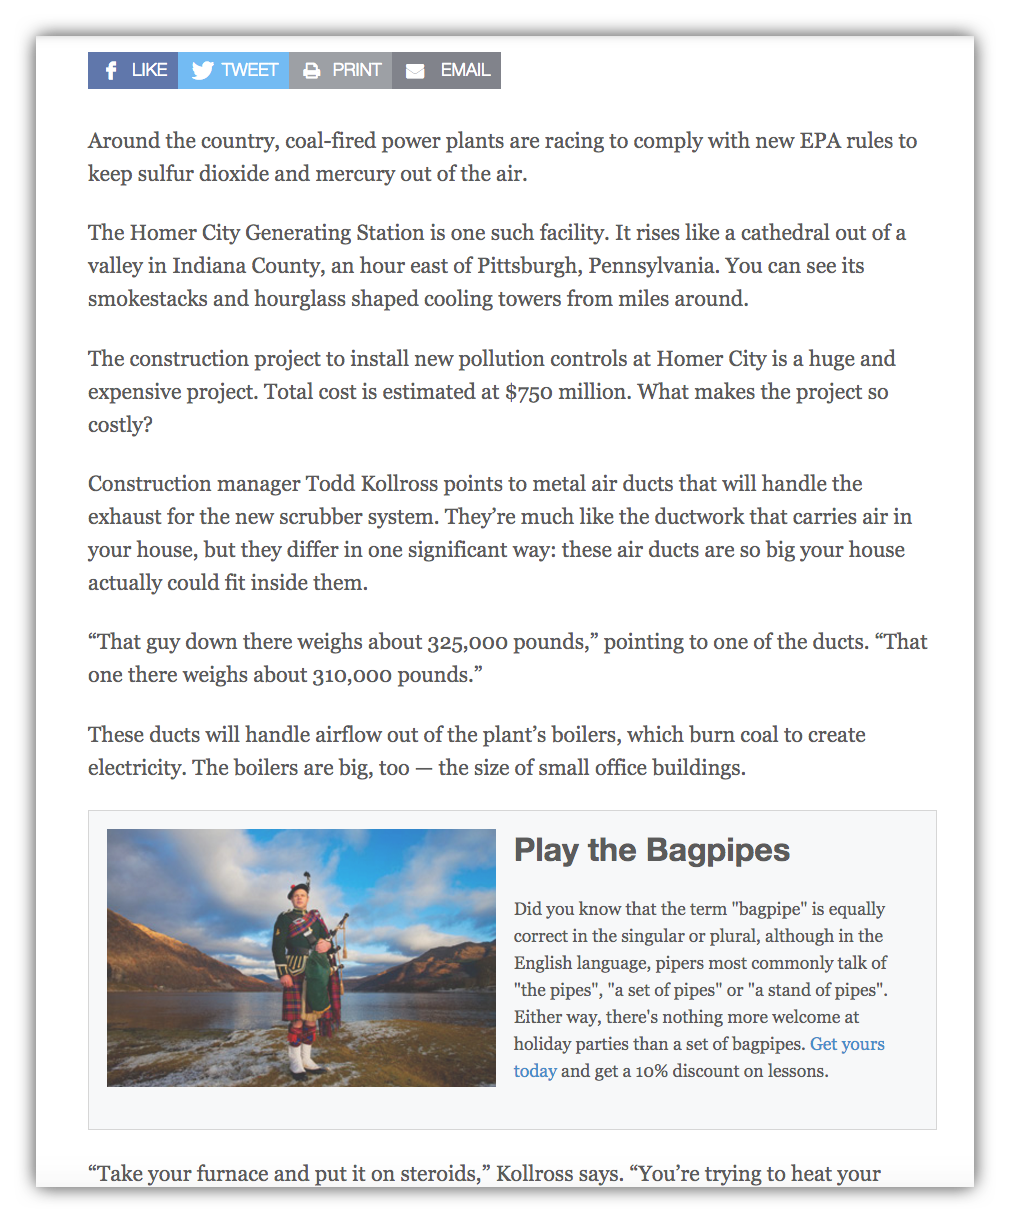 LIKE TWEET PRINT EMAIL
Around the country, coal-fired power plants are racing to comply with new EPA rules to
keep sulfur dioxide and mercury out of the air.
The Homer City Generating Station is one such facility. It rises like a cathedral out of a
valley in Indiana County, an hour east of Pittsburgh, Pennsylvania. You can see its
smokestacks and hourglass shaped cooling towers from miles around.
The construction project to install new pollution controls at Homer City is a huge and
expensive project. Total cost is estimated at $750 million. What makes the project so
costly?
Construction manager Todd Kollross points to metal air ducts that will handle the
exhaust for the new scrubber system. They’re much like the ductwork that carries air in
your house, but they differ in one significant way: these air ducts are so big your house
actually could fit inside them.
“That guy down there weighs about 325,000 pounds,” pointing to one of the ducts. “That
one there weighs about 310,000 pounds.”
These ducts will handle airflow out of the plant’s boilers, which burn coal to create
electricity. The boilers are big, too — the size of small office buildings.
Play the Bagpipes
Did you know that the term "bagpipe" is equally
correct in the singular or plural, although in the
English language, pipers most commonly talk of
"the pipes", "a set of pipes" or "a stand of pipes".
Either way, there's nothing more welcome at
holiday parties than a set of bagpipes. Get yours
today and get a 10% discount on lessons.
“Take your furnace and put it on steroids,” Kollross says. “You’re trying to heat your